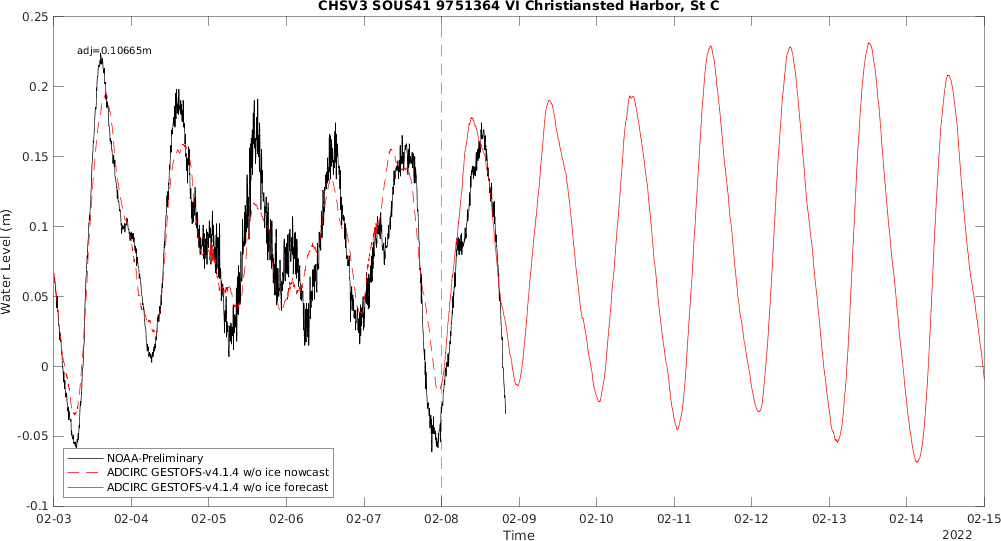 CHSV3 SOUS41 9751364 VI Christiansted Harbor, St C
adj=0.10665m
0.25
0.2
0.15
0.1
0.05
0
-0.05
-0.1
Water Level (m)
NOAA-Preliminary
ADCIRC GESTOFS-v4.1.4 w/o ice nowcast
ADCIRC GESTOFS-v4.1.4 w/o ice forecast
02-03 02-04 02-05 02-06 02-07 02-08 02-09 02-10 02-11 02-12 02-13 02-14 02-15
Time
2022